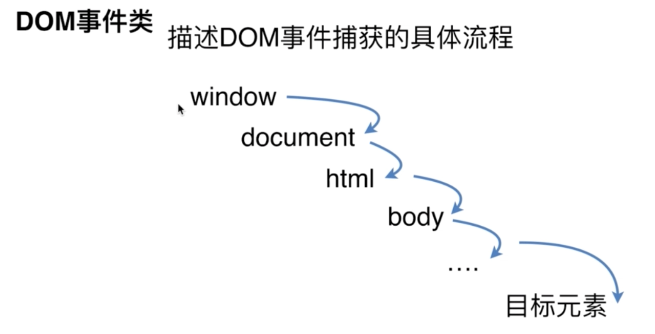 DOM事件类
描述DOM事件捕获的具体流程
window
document
html
body
....
目标元素